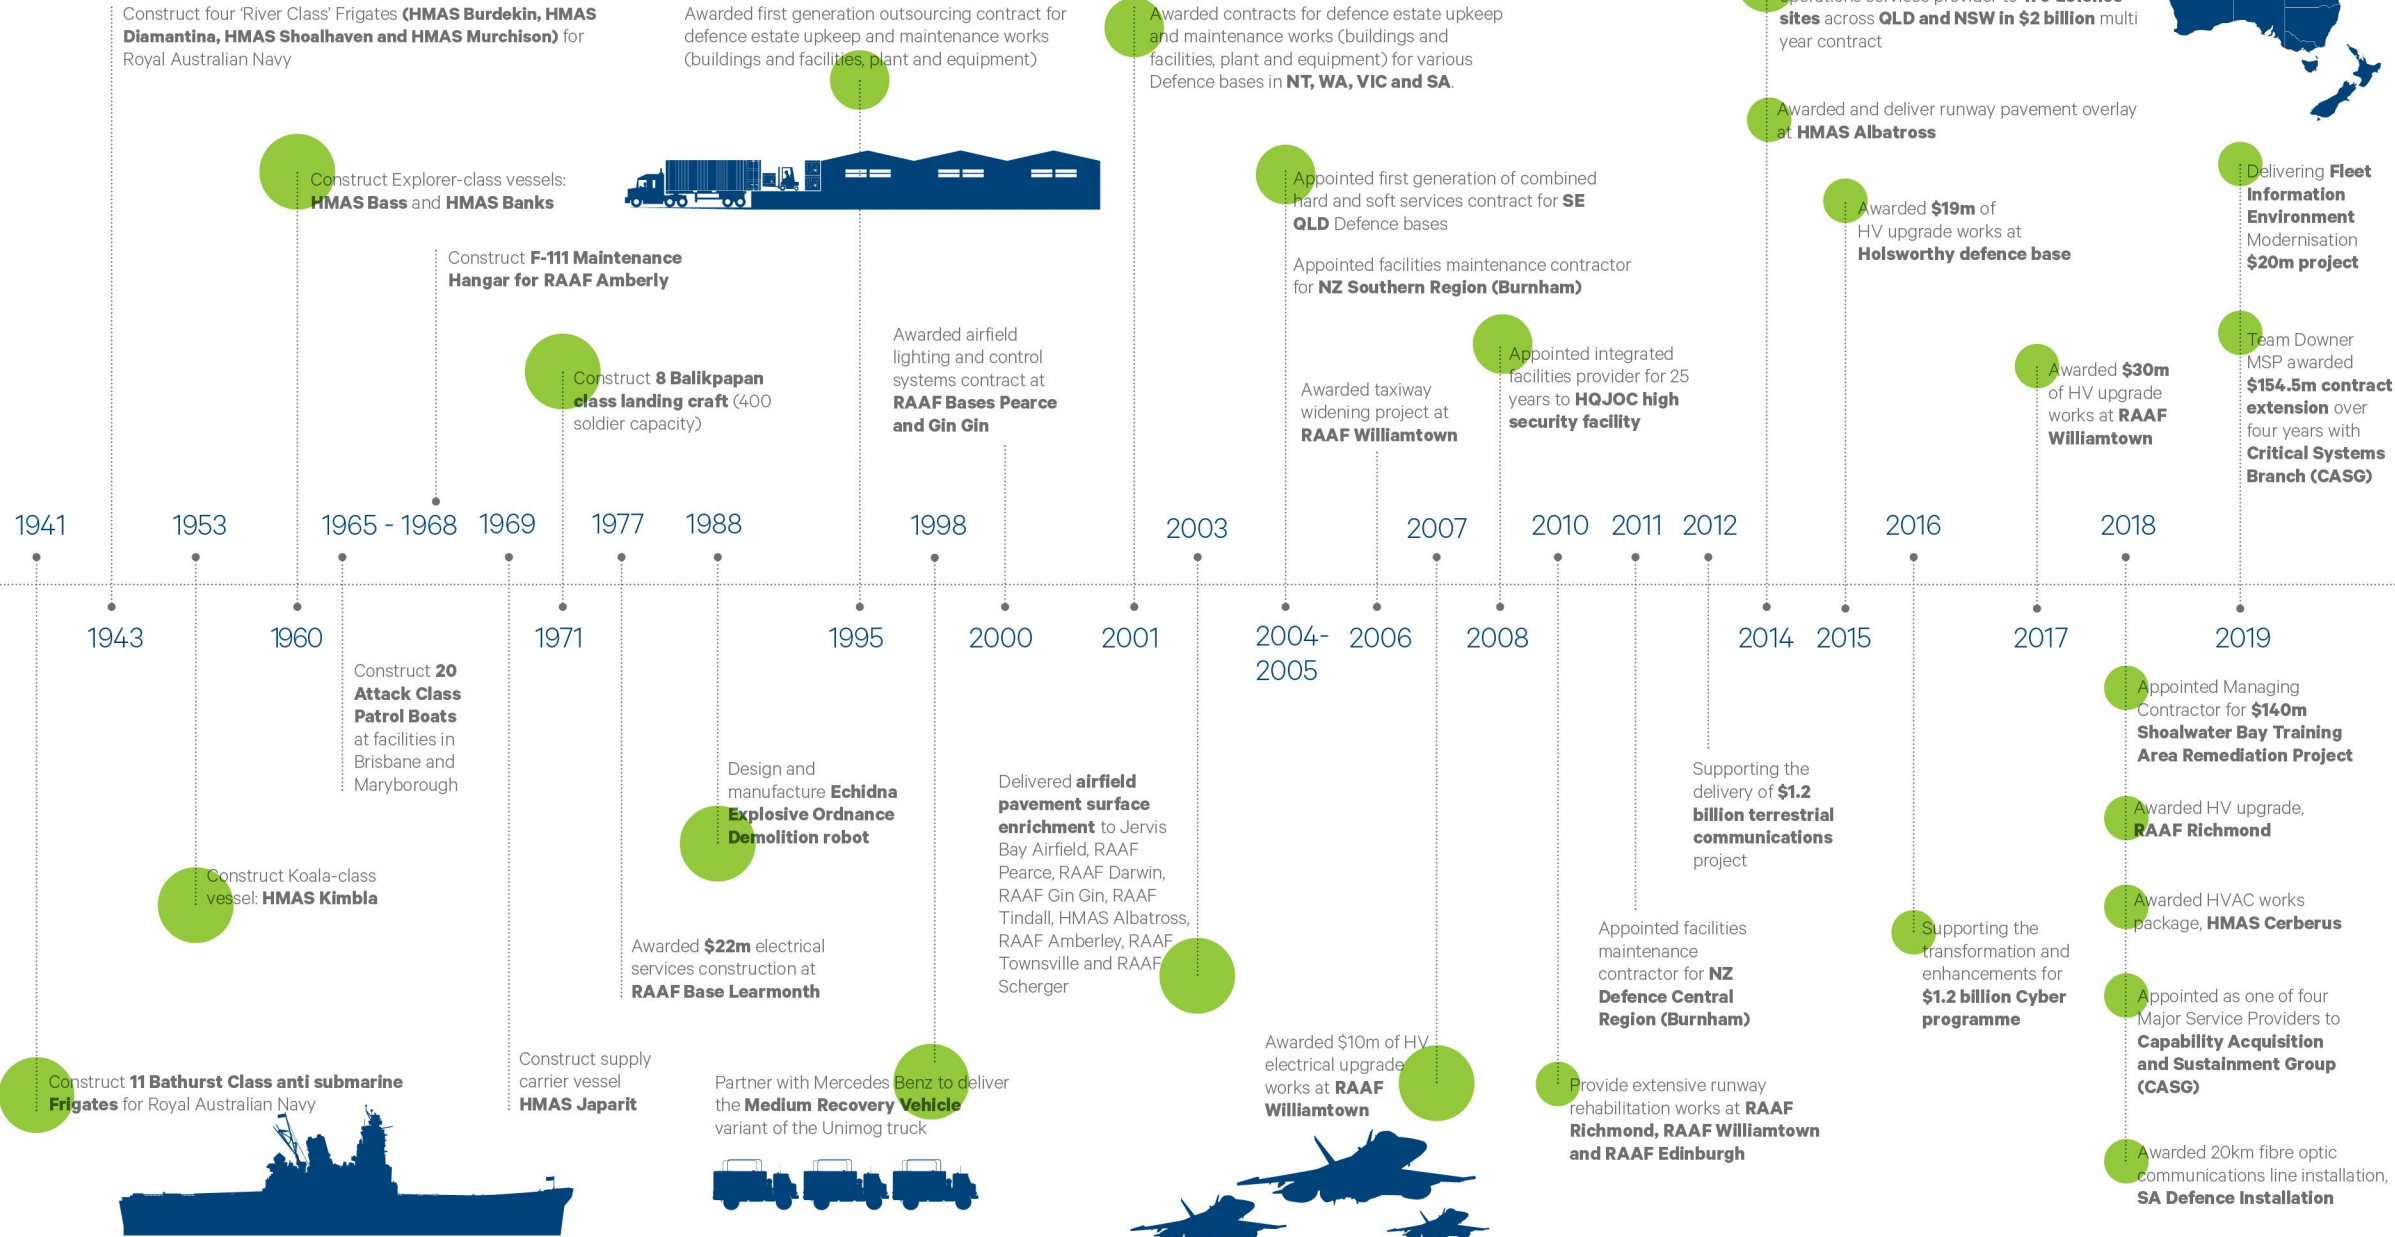 Construct four ‘River Class’ Frigates (HMAS Burdekin, HMAS
Diamantina, HMAS Shoalhaven and HMAS Murchison) for
Royal Australian Navy
Awarded first generation outsourcing contract for
defence estate upkeep and maintenance works
(buildings and facilities, plant and equipment)
Awarded contracts for defence estate upkeep
and maintenance works (buildings and
facilities, plant and equipment) for various
Defence bases in NT, WA, VIC and SA.
sites across QLD and NSW in $2 billion multi
year contract
Awarded and deliver runway pavement overlay
at HMAS Albatross
Construct Explorer-class vessels:
HMAS Bass and HMAS Banks
Appointed first generation of combined
hard and soft services contract for SE
QLD Defence bases
Appointed facilities maintenance contractor
for NZ Southern Region (Burnham)
Awarded $19m of
HV upgrade works at
Holsworthy defence base
Delivering Fleet
Information
Environment
Modernisation
$20m project
Construct F-111 Maintenance
Hangar for RAAF Amberly
Construct 8 Balikpapan
class landing craft (400
soldier capacity)
Awarded airfield
lighting and control
systems contract at
RAAF Bases Pearce
and Gin Gin
Awarded taxiway
widening project at
RAAF Williamtown
Appointed integrated
facilities provider for 25
years to HQJOC high
security facility
Awarded $30m
of HV upgrade
works at RAAF
Williamtown
Team Downer
MSP awarded
$154.5m contract
extension over
four years with
Critical Systems
Branch (CASG)
1941 1953 1965 - 1968 1969 1977 1988 1998 2003 2007 2010 2011 2012 2016 2018
1943 1960 1971 1995 2000 2001 2004-
2005 2006 2008 2014 2015 2017 2019
Construct 20
Attack Class
Patrol Boats
at facilities in
Brisbane and
Maryborough
Construct Koala-class
vessel: HMAS Kimbla
Construct 11 Bathurst Class anti submarine
Frigates for Royal Australian Navy
Construct supply
carrier vessel
HMAS Japarit
Awarded $22m electrical
services construction at
RAAF Base Learmonth
Design and
manufacture Echidna
Explosive Ordnance
Demolition robot
Partner with Mercedes Benz to deliver
the Medium Recovery Vehicle
variant of the Unimog truck
Delivered airfield
pavement surface
enrichment to Jervis
Bay Airfield, RAAF
Pearce, RAAF Darwin,
RAAF Gin Gin, RAAF
Tindall, HMAS Albatross,
RAAF Amberley, RAAF
Townsville and RAAF
Scherger
Awarded $10m of HV
electrical upgrade
works at RAAF
Williamtown
Provide extensive runway
rehabilitation works at RAAF
Richmond, RAAF Williamtown
and RAAF Edinburgh
Appointed facilities
maintenance
contractor for NZ
Defence Central
Region (Burnham)
Supporting the
delivery of $1.2
billion terrestrial
communications
project
Supporting the
transformation and
enhancements for
$1.2 billion Cyber
programme
Appointed Managing
Contractor for $140m
Shoalwater Bay Training
Area Remediation Project
Awarded HV upgrade,
RAAF Richmond
Awarded HVAC works
package, HMAS Cerberus
Appointed as one of four
Major Service Providers to
Capability Acquisition
and Sustainment Group
(CASG)
Awarded 20km fibre optic
communications line installation,
SA Defence Installation